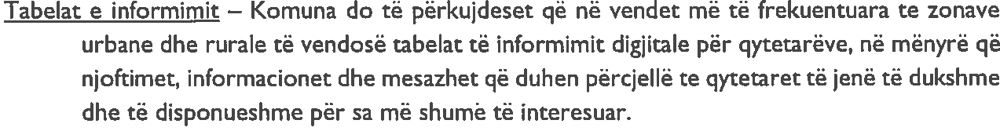 Tabelat e informimit – Komuna do të përkujdeset që në vendet më të frekuentuara te zonave
urbane dhe rurale të vendosë tabelat të informimit digjitale për qytetarëve, në mënyrë që
njoftimet, informacionet dhe mesazhet që duhen përcjellë te qytetaret të jenë të dukshme
dhe të disponueshme për sa më shumë të interesuar.